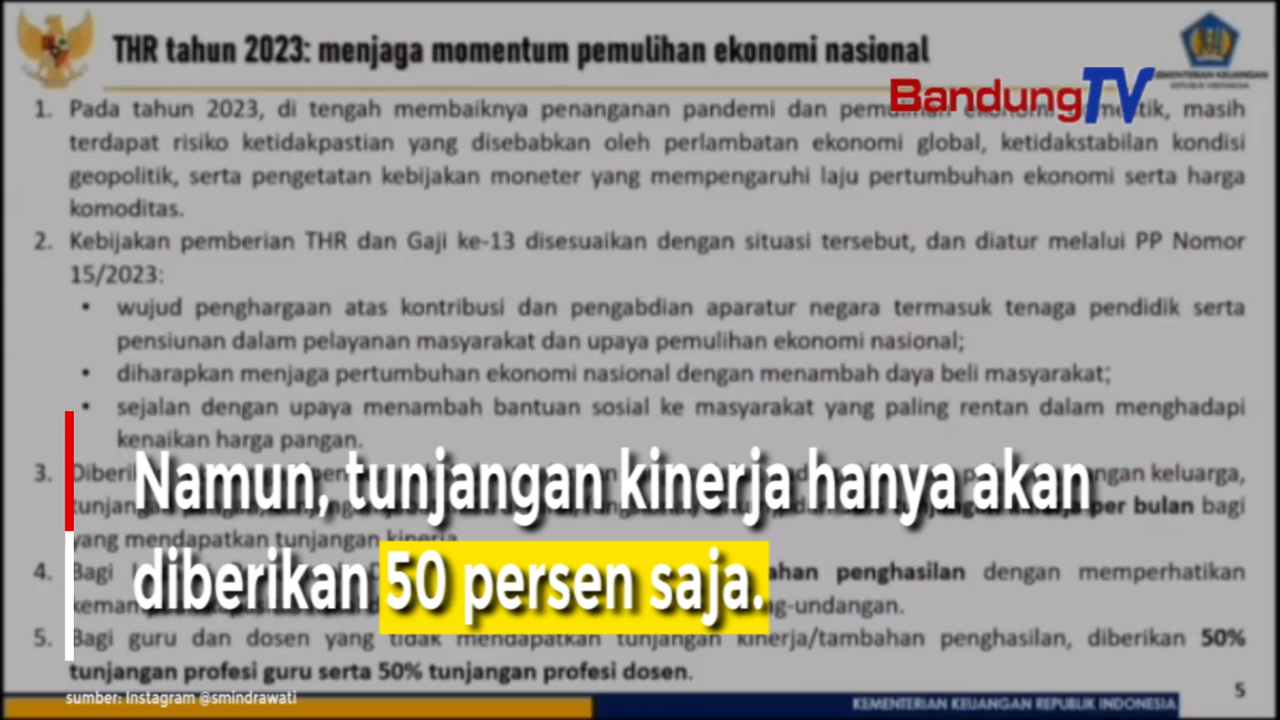 THR tahun 2023: menjaga momentum pemulihan ekonomi nasional
KEMENTERIAN KEUANGAN
REPUBLIK INDONESIA
BandungTV
1. Pada tahun 2023, di tengah membaiknya penanganan pandemi dan masih
terdapat risiko ketidakpastian yang disebabkan oleh perlambatan ekonomi global, ketidakstabilan kondisi
geopolitik, serta pengetatan kebijakan moneter yang mempengaruhi laju pertumbuhan ekonomi serta harga
komoditas.
2. Kebijakan pemberian THR dan Gaji ke-13 disesuaikan dengan situasi tersebut, dan diatur melalui PP Nomor
15/2023:
• wujud penghargaan atas kontribusi dan pengabdian aparatur negara termasuk tenaga pendidik serta
pensiunan dalam pelayanan masyarakat dan upaya pemulihan ekonomi nasional;
• diharapkan menjaga pertumbuhan ekonomi nasional dengan menambah daya beli masyarakat;
• sejalan dengan upaya menambah bantuan sosial ke masyarakat yang paling rentan dalam menghadapi
kenaikan harga pangan.
3. keluarga,
per bulan bagi
yang mendapatkan tunjangan kinerja.
Namun, tunjangan kinerja hanya akan
diberikan 50 persen saja.
4. Bagi penghasilan dengan memperhatikan
5. Bagi guru dan dosen yang tidak mendapatkan tunjangan kinerja/tambahan penghasilan, diberikan 50%
tunjangan profesi guru serta 50% tunjangan profesi dosen.
sumber: Instagram @smindrawati
5
KEMENTERIAN KEUANGAN REPUBLIK INDONESIA